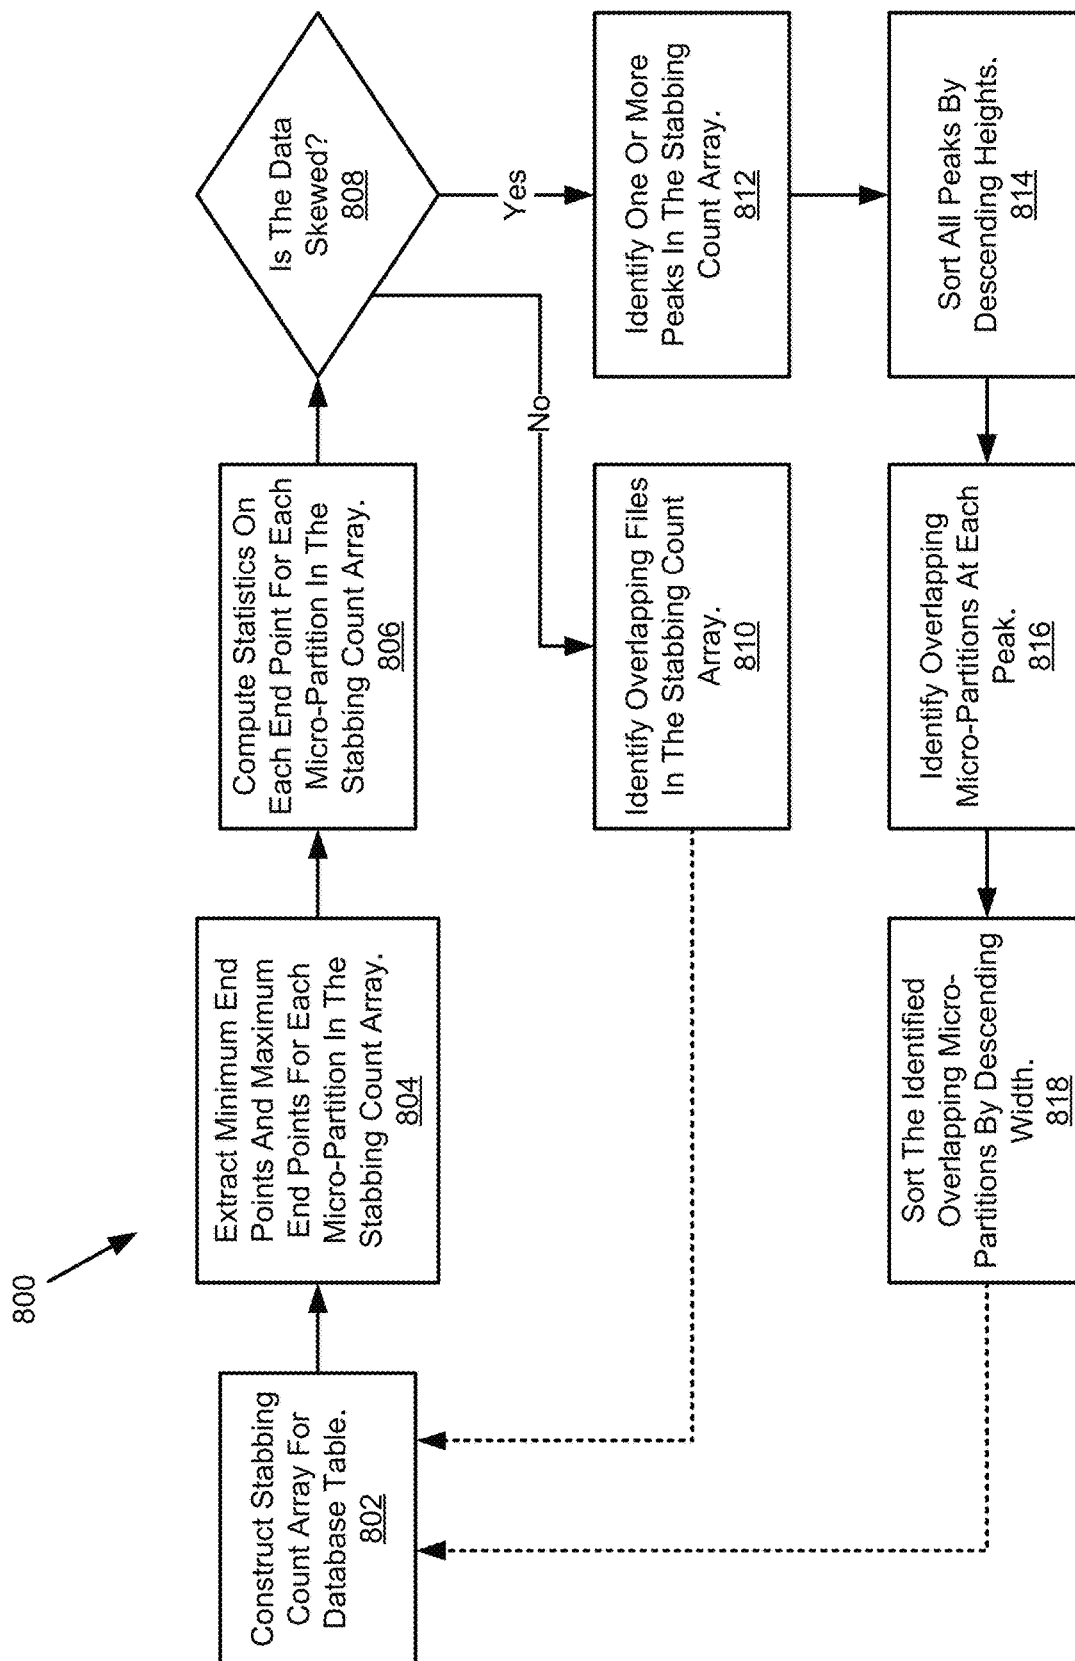 800
Construct Stabbing
Count Array For
Database Table.
802
Extract Minimum End
Points And Maximum
End Points For Each
Micro-Partition In The
Stabbing Count Array.
804
Compute Statistics On
Each End Point For Each
Micro-Partition In The
Stabbing Count Array.
806
Is The Data
Skewed?
808
No
Yes
Identify Overlapping Files
In The Stabbing Count
Array.
810
Identify One Or More
Peaks In The Stabbing
Count Array.
812
Sort All Peaks By
Descending Heights.
814
Identify Overlapping
Micro-Partitions At Each
Peak.
816
Sort The Identified
Overlapping Micro-
Partitions By Descending
Width.
818